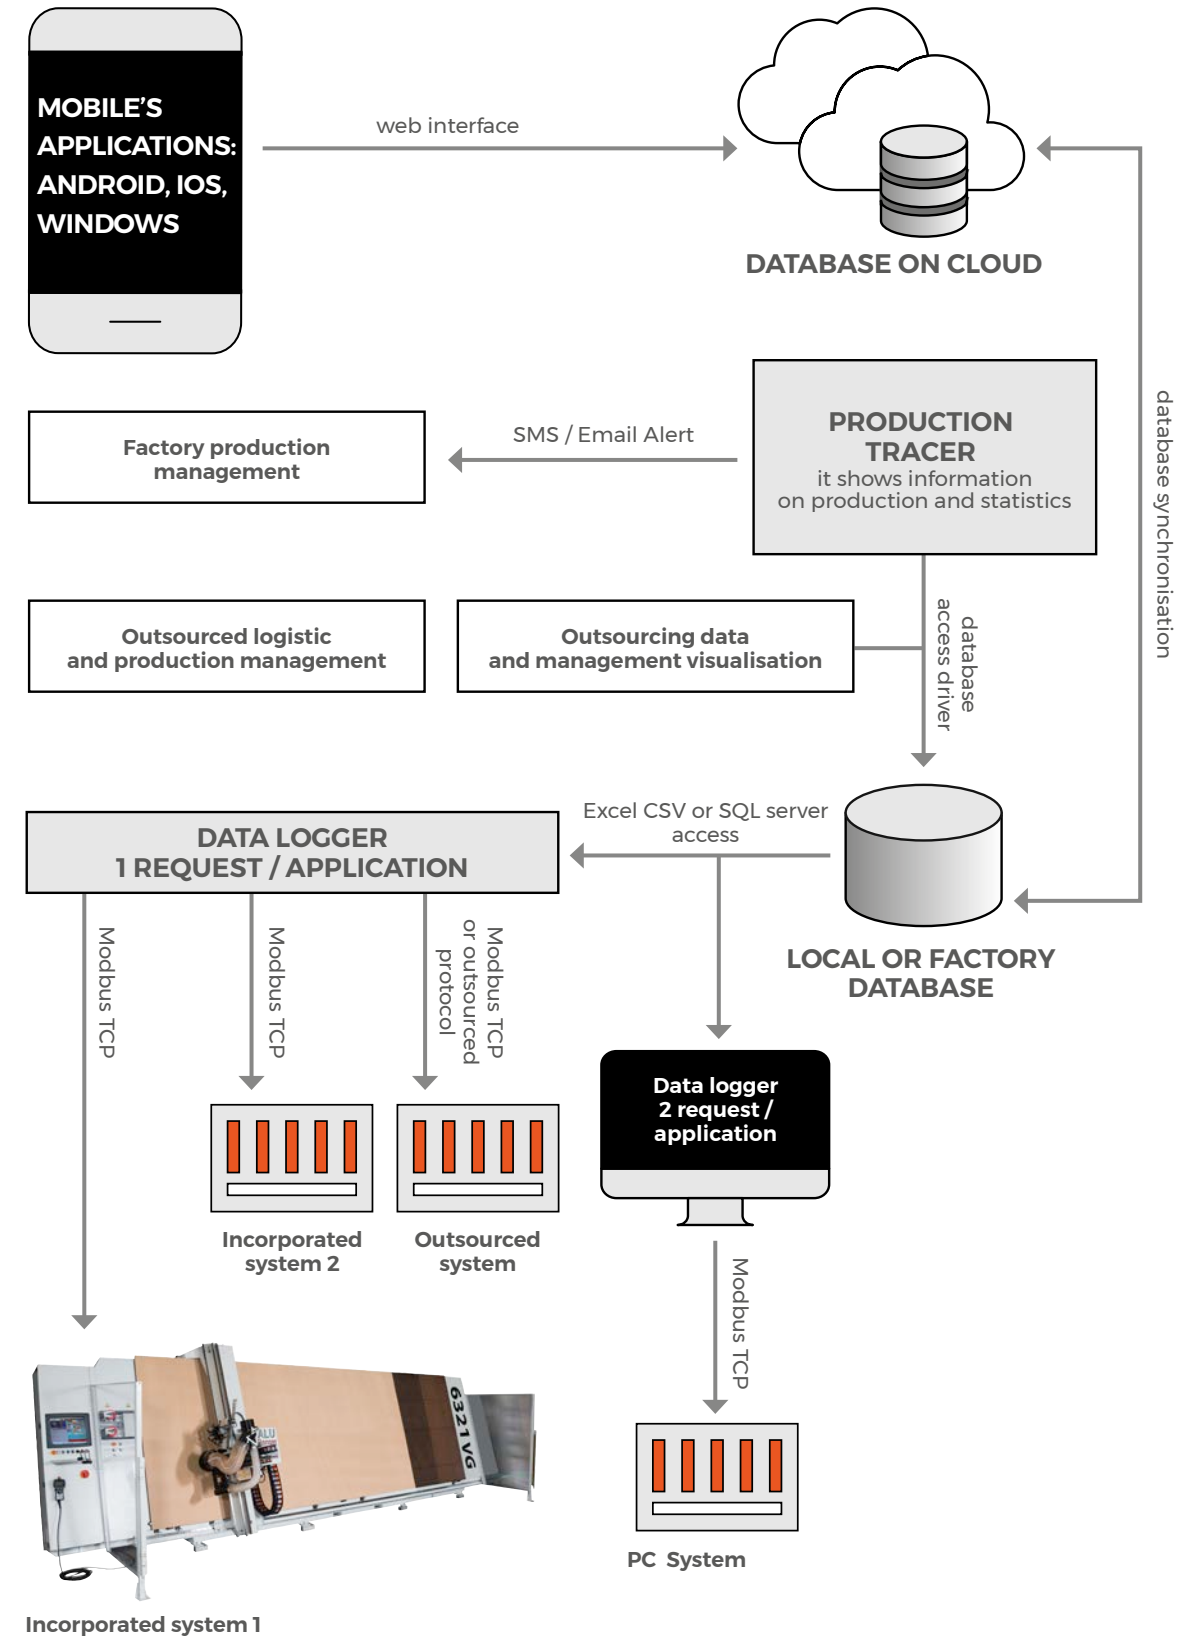 MOBILE’S
APPLICATIONS:
ANDROID, IOS,
WINDOWS
web interface
DATABASE ON CLOUD
database synchronisation
PRODUCTION
TRACER
it shows information
on production and statistics
SMS / Email Alert
Factory production
management
Outsourced logistic
and production management
Outsourcing data
and management visualisation
database
access driver
Excel CSV or SQL server
access
DATA LOGGER
1 REQUEST / APPLICATION
LOCAL OR FACTORY
DATABASE
Modbus TCP
Modbus TCP
Modbus TCP
or outsourced
protocol
Data logger
2 request /
application
Incorporated
system 2
Outsourced
system
Modbus TCP
6321 VG
ALU
PC System
Incorporated system 1